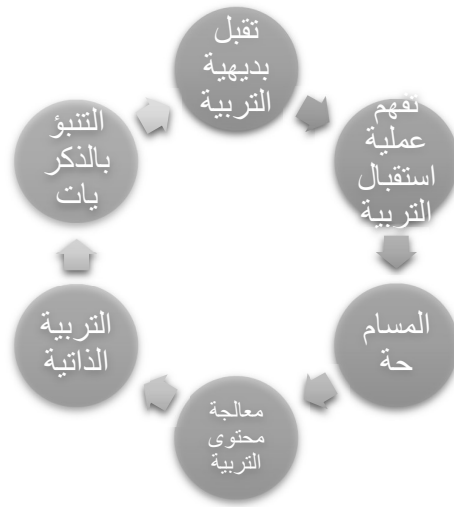 تقبل
بديهية
التربية
تفهم
عملية
استقبال
التربية
المسام
حة
معالجة
محتوى
التربية
التربية
الذاتية
التنبؤ
بالذكر
يات